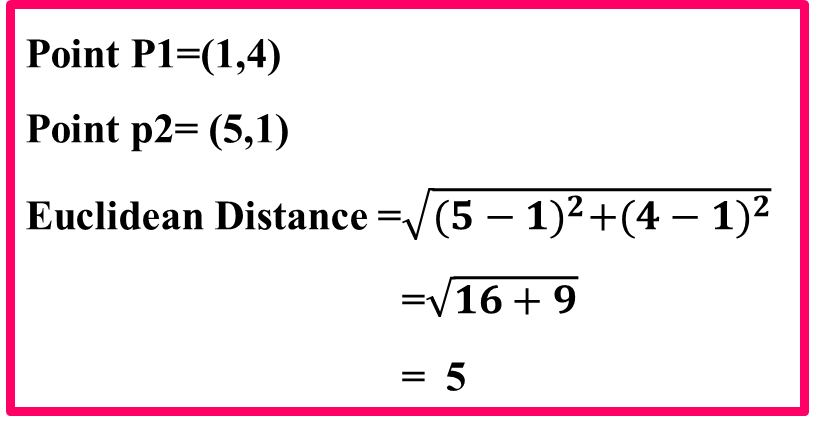 Point P1=(1,4)
Point p2= (5,1)
Euclidean Distance =√(5 − 1)²+(4 − 1)²
=√16 + 9
= 5